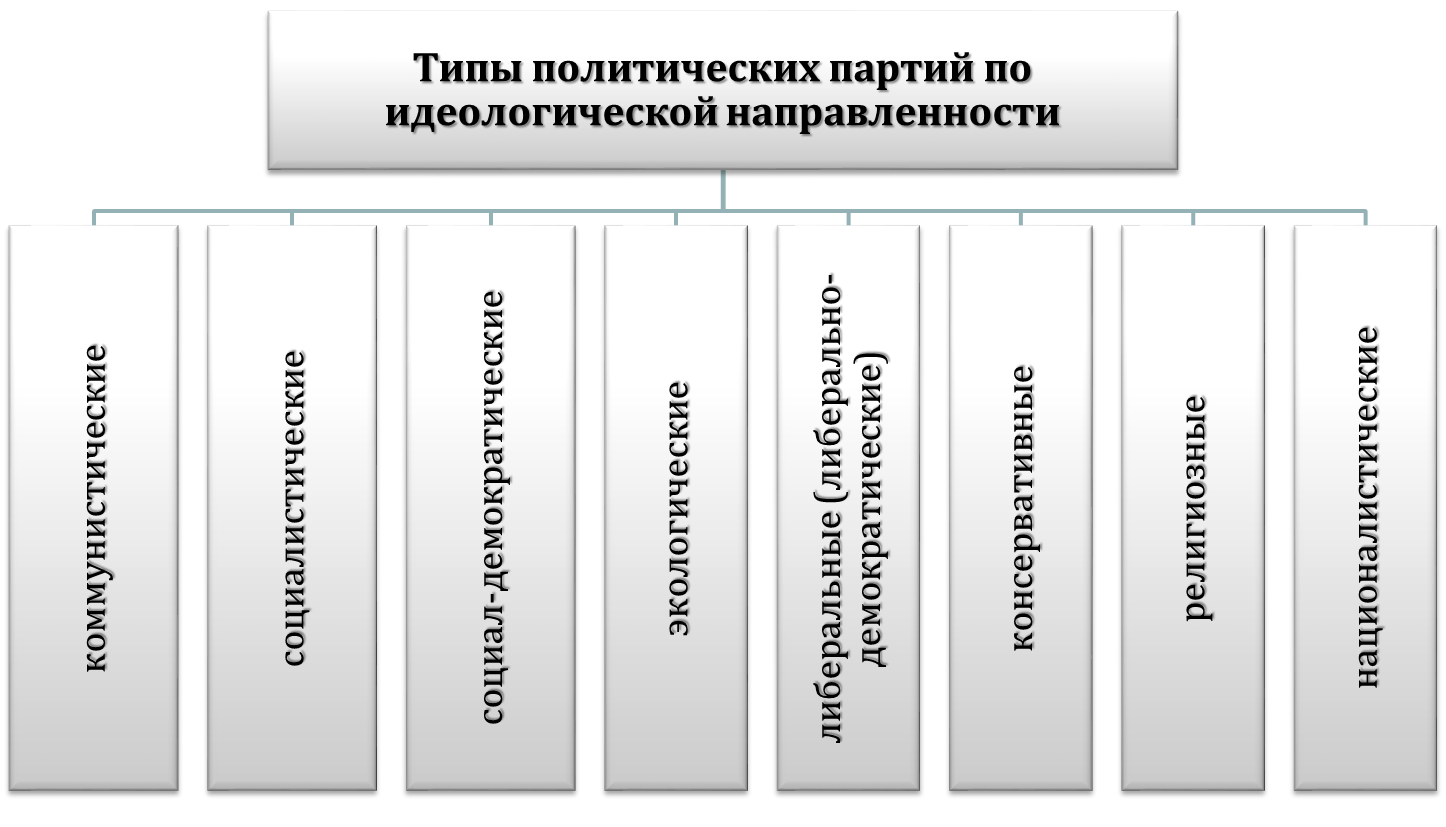 Типы политических партий по
идеологической направленности
коммунистические
социалистические
социал-демократические
экологические
либеральные (либерально-
демократические)
консервативные
религиозные
националистические